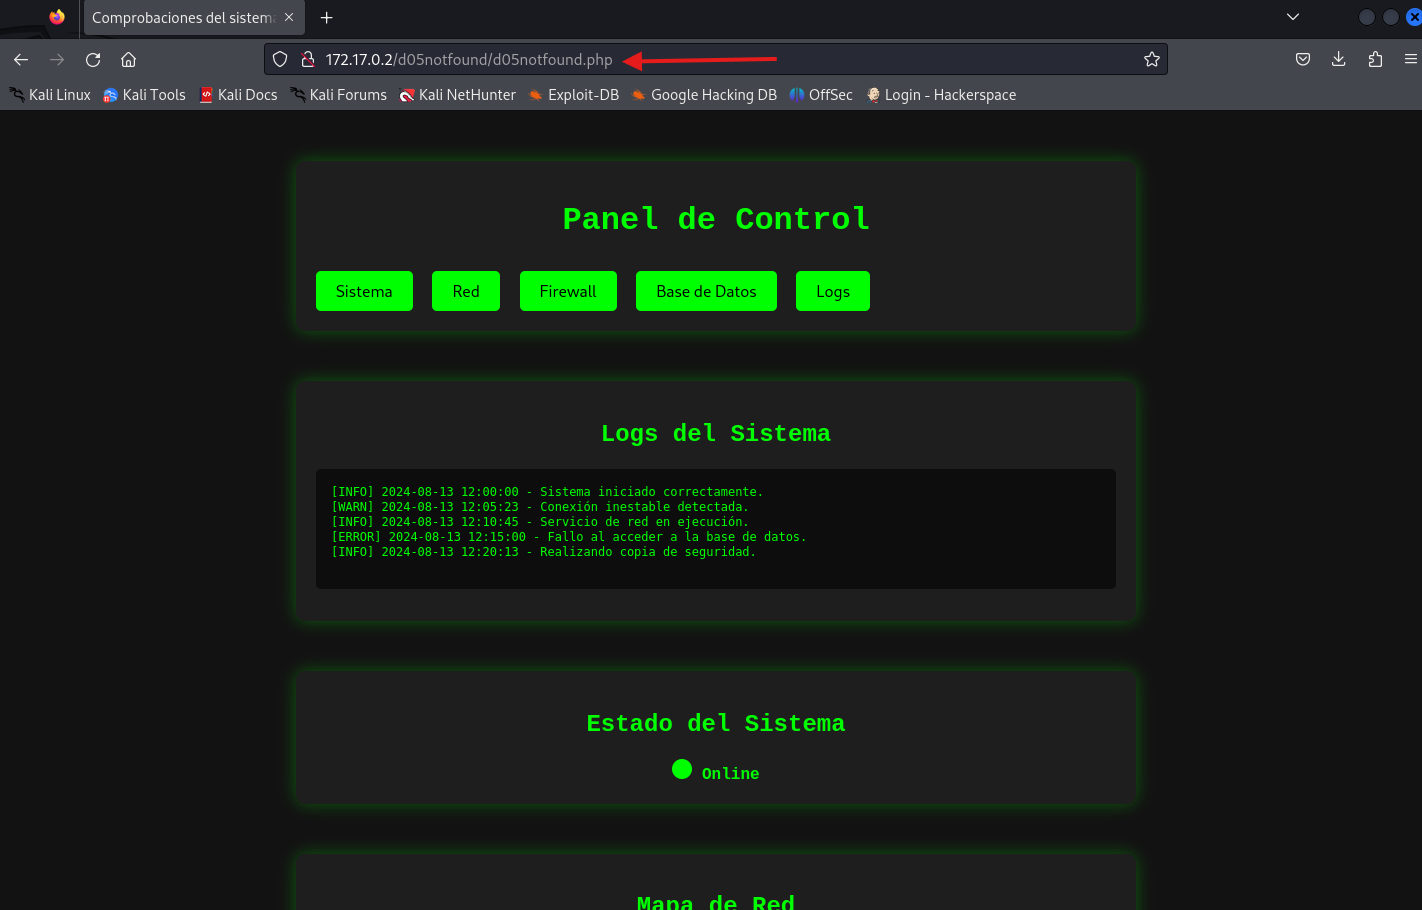 Comprobaciones del sistema
172.17.0.2/d05notfound/d05notfound.php
Kali Linux Kali Tools Kali Docs Kali Forums Kali NetHunter Exploit-DB Google Hacking DB OffSec Login - Hackerspace
Panel de Control
Sistema Red Firewall Base de Datos Logs
Logs del Sistema
[INFO] 2024-08-13 12:00:00 - Sistema iniciado correctamente.
[WARN] 2024-08-13 12:05:23 - Conexión inestable detectada.
[INFO] 2024-08-13 12:10:45 - Servicio de red en ejecución.
[ERROR] 2024-08-13 12:15:00 - Fallo al acceder a la base de datos.
[INFO] 2024-08-13 12:20:13 - Realizando copia de seguridad.
Estado del Sistema
Online
Mapa de Red